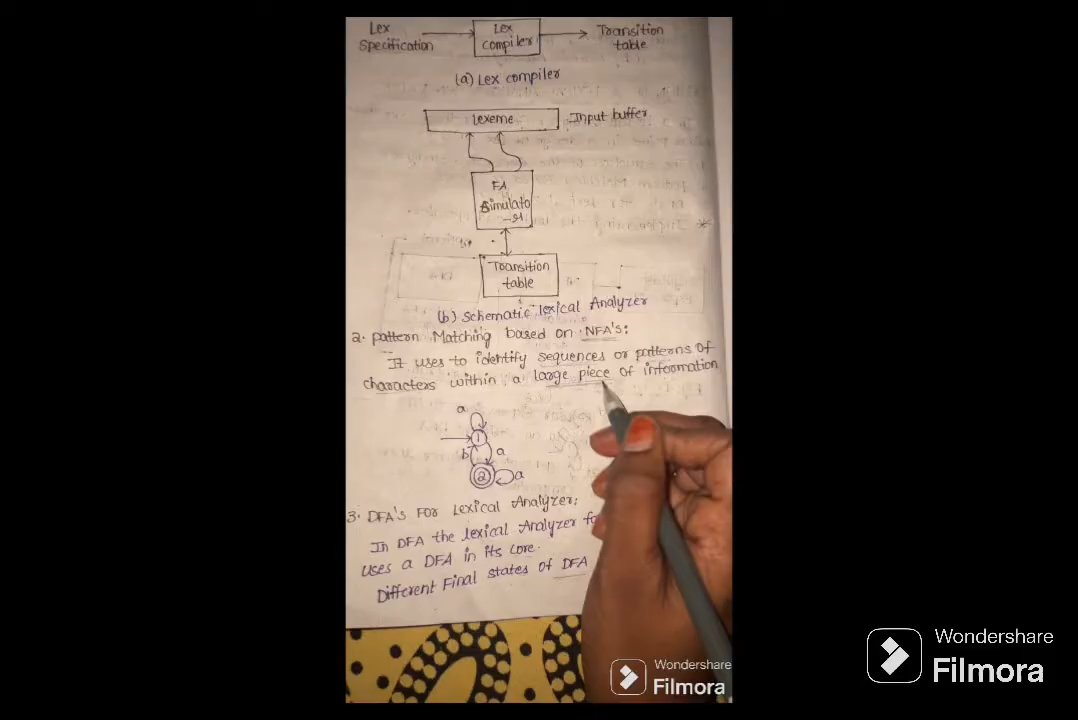 Lex
Specification
Lex
compiler
Transition
table
(a) Lex compiler
lexeme
Input buffer
FA
Simulato
-r
Transition
table
(b) Schematic lexical Analyzer
2. Pattern Matching based on NFA's:
It uses to identify sequences or patterns of
characters within a large piece of information
a
1
b
a
2
a
3. DFA's For Lexical Analyzer:
In DFA the lexical Analyzer
uses a DFA in its core.
Different Final states of DFA
Wondershare
Filmora
Wondershare
Filmora